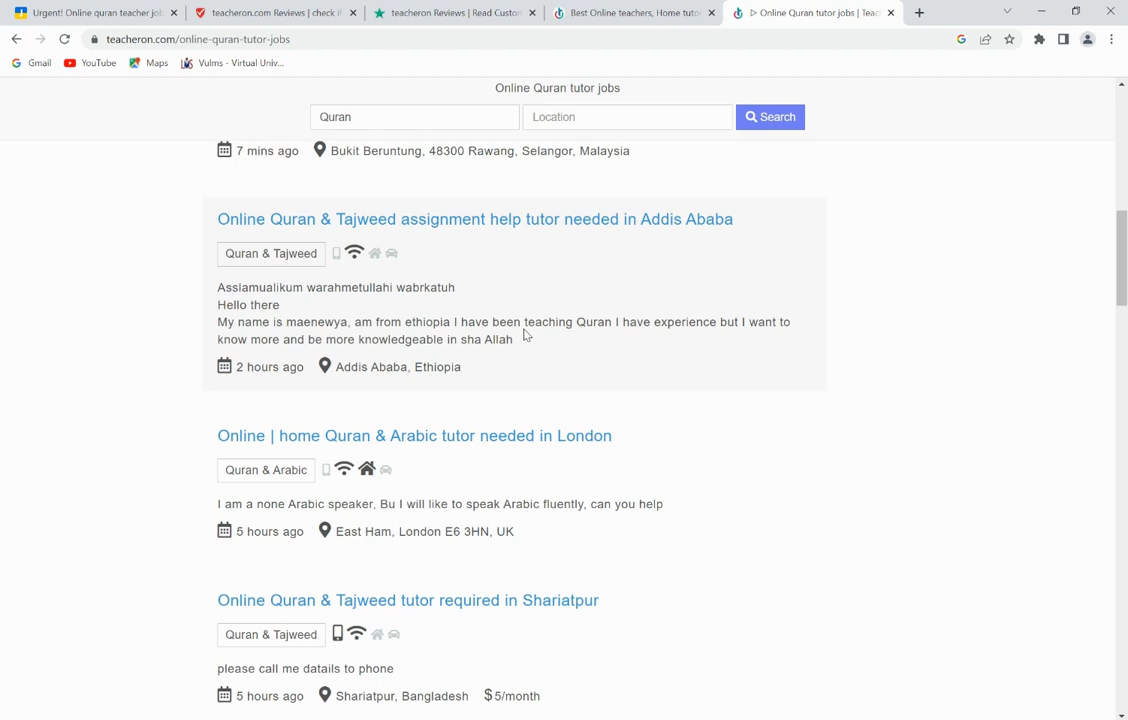 Urgent! Online quran teacher job
teacheron.com Reviews | check if
teacheron Reviews | Read Custom
Best Online teachers, Home tutor
▷ Online Quran tutor jobs | Teac
teacheron.com/online-quran-tutor-jobs
Gmail
YouTube
Maps
Vulms - Virtual Univ...
Online Quran tutor jobs
Quran
Location
Search
7 mins ago Bukit Beruntung, 48300 Rawang, Selangor, Malaysia
Online Quran & Tajweed assignment help tutor needed in Addis Ababa
Quran & Tajweed
Asslamualikum warahmetullahi wabrkatuh
Hello there
My name is maenewya, am from ethiopia I have been teaching Quran I have experience but I want to
know more and be more knowledgeable in sha Allah
2 hours ago Addis Ababa, Ethiopia
Online | home Quran & Arabic tutor needed in London
Quran & Arabic
I am a none Arabic speaker, Bu I will like to speak Arabic fluently, can you help
5 hours ago East Ham, London E6 3HN, UK
Online Quran & Tajweed tutor required in Shariatpur
Quran & Tajweed
please call me datails to phone
5 hours ago Shariatpur, Bangladesh $5/month